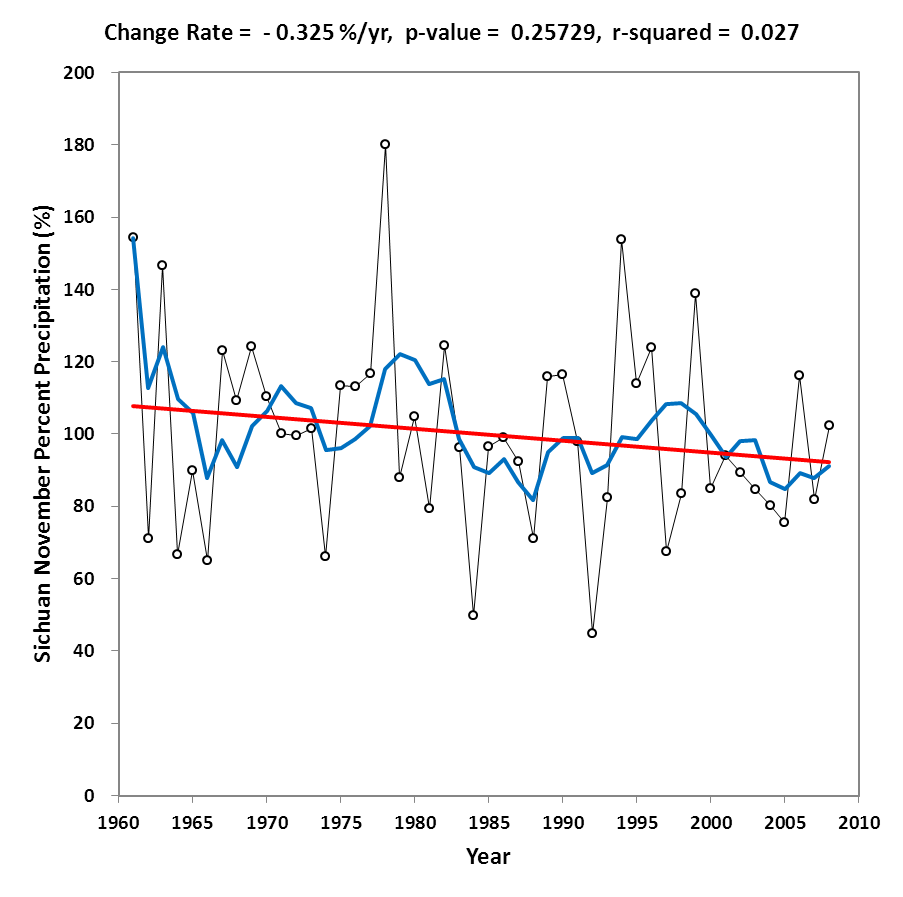 Change Rate = - 0.325 %/yr, p-value = 0.25729, r-squared = 0.027
200
180
160
140
120
100
80
60
40
20
0
Sichuan November Percent Precipitation (%)
1960 1965 1970 1975 1980 1985 1990 1995 2000 2005 2010
Year